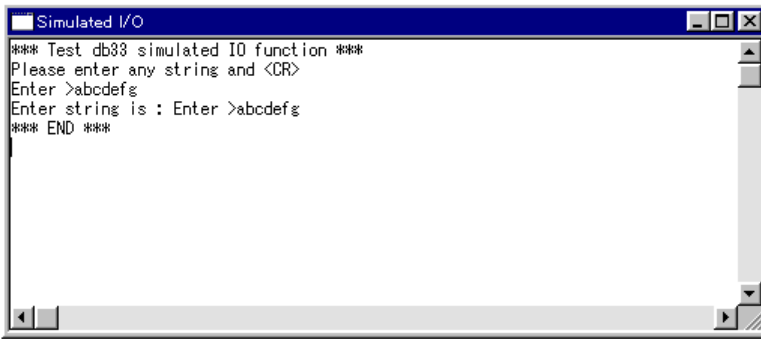 Simulated I/O
*** Test db33 simulated IO function ***
Please enter any string and <CR>
Enter >abcdefg
Enter string is : Enter >abcdefg
*** END ***